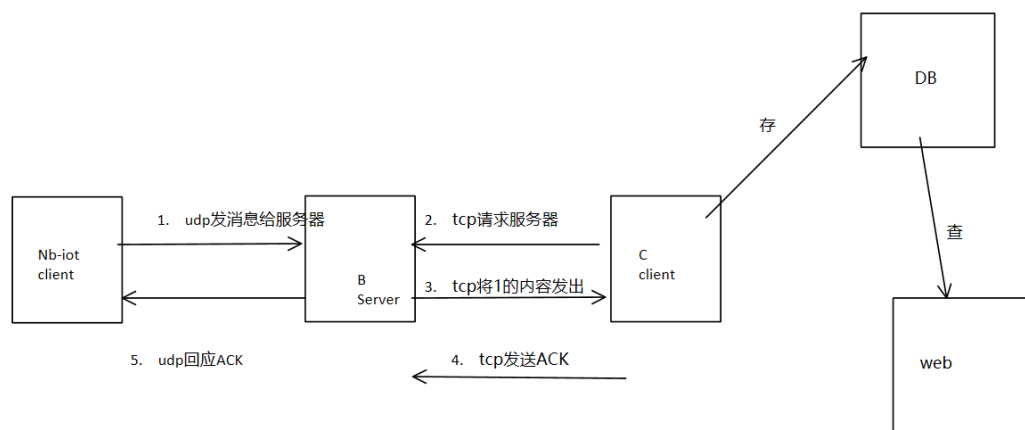 DB
存
1. udp发消息给服务器
2. tcp请求服务器
查
Nb-iot
client
B
Server
C
client
3. tcp将1的内容发出
5. udp回应ACK
4. tcp发送ACK
web